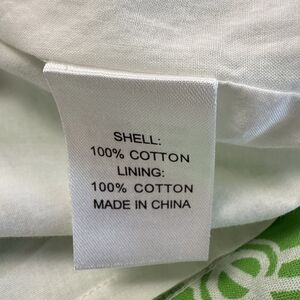 SHELL:
100% COTTON
LINING:
100% COTTON
MADE IN CHINA